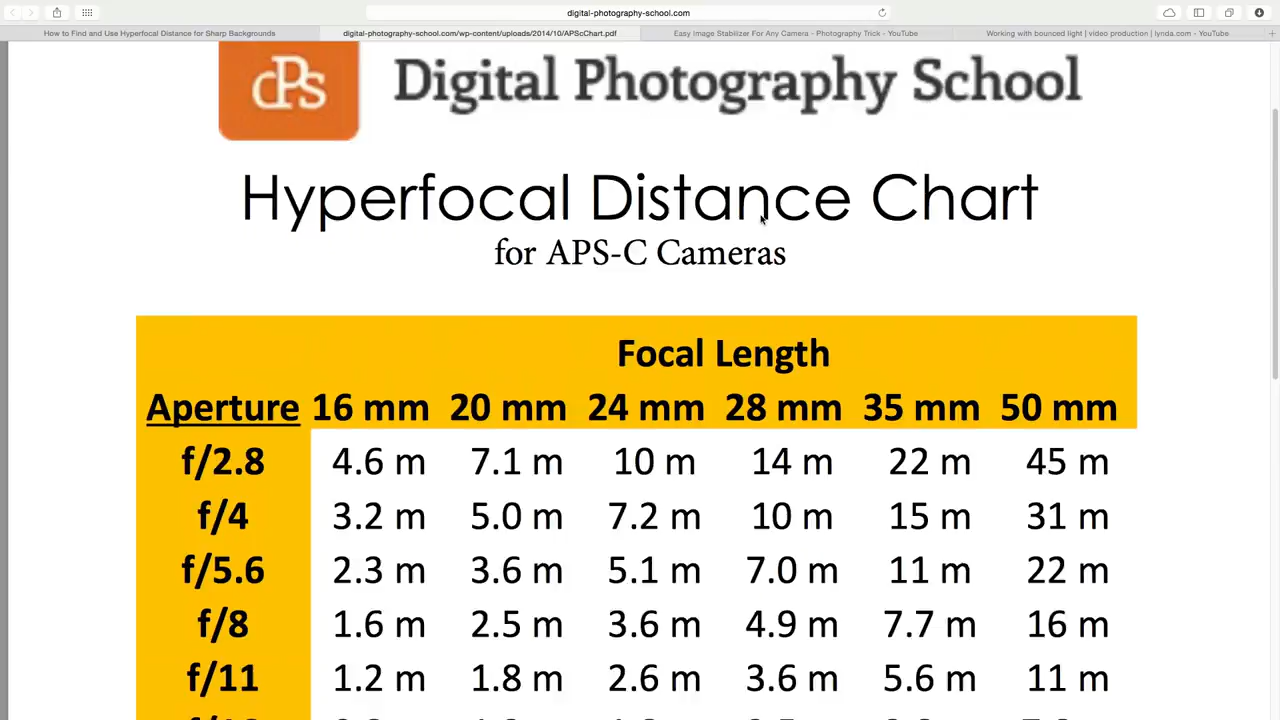 digital-photography-school.com
How to Find and Use Hyperfocal Distance for Sharp Backgrounds
digital-photography-school.com/wp-content/uploads/2014/10/APScChart.pdf
Easy Image Stabilizer For Any Camera - Photography Trick - YouTube
Working with bounced light | video production | lynda.com - YouTube
dPs Digital Photography School
Hyperfocal Distance Chart
for APS-C Cameras
Focal Length
Aperture 16 mm 20 mm 24 mm 28 mm 35 mm 50 mm
f/2.8 4.6 m 7.1 m 10 m 14 m 22 m 45 m
f/4 3.2 m 5.0 m 7.2 m 10 m 15 m 31 m
f/5.6 2.3 m 3.6 m 5.1 m 7.0 m 11 m 22 m
f/8 1.6 m 2.5 m 3.6 m 4.9 m 7.7 m 16 m
f/11 1.2 m 1.8 m 2.6 m 3.6 m 5.6 m 11 m